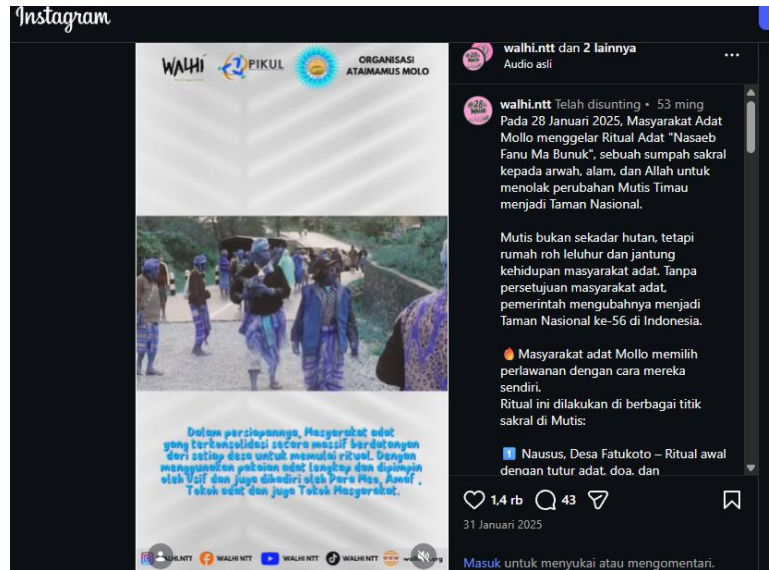 Instagram
WALHI
PIKUL
ORGANISASI
ATAIMAMUS MOLO
Dalam persiapannya, Masyarakat adat
yang terkonsolidasi secara massif berdatangan
dari setiap desa untuk memulai ritual. Dengan
menggunakan pakaian adat lengkap dan dipimpin
oleh Usif dan juga dihadiri oleh Para Meo, Amaf ,
Tokoh adat dan juga Tokoh Masyarakat.
WALHI NTT
WALHI NTT
WALHI NTT
walhi.ntt dan 2 lainnya
Audio asli
walhi.ntt Telah disunting • 53 ming
Pada 28 Januari 2025, Masyarakat Adat
Mollo menggelar Ritual Adat "Nasaeb
Fanu Ma Bunuk", sebuah sumpah sakral
kepada arwah, alam, dan Allah untuk
menolak perubahan Mutis Timau
menjadi Taman Nasional.
Mutis bukan sekadar hutan, tetapi
rumah roh leluhur dan jantung
kehidupan masyarakat adat. Tanpa
persetujuan masyarakat adat,
pemerintah mengubahnya menjadi
Taman Nasional ke-56 di Indonesia.
🔥 Masyarakat adat Mollo memilih
perlawanan dengan cara mereka
sendiri.
Ritual ini dilakukan di berbagai titik
sakral di Mutis:
1️⃣ Nausus, Desa Fatukoto – Ritual awal
dengan tutur adat, doa, dan
1,4 rb 43
31 Januari 2025
Masuk untuk menyukai atau mengomentari.